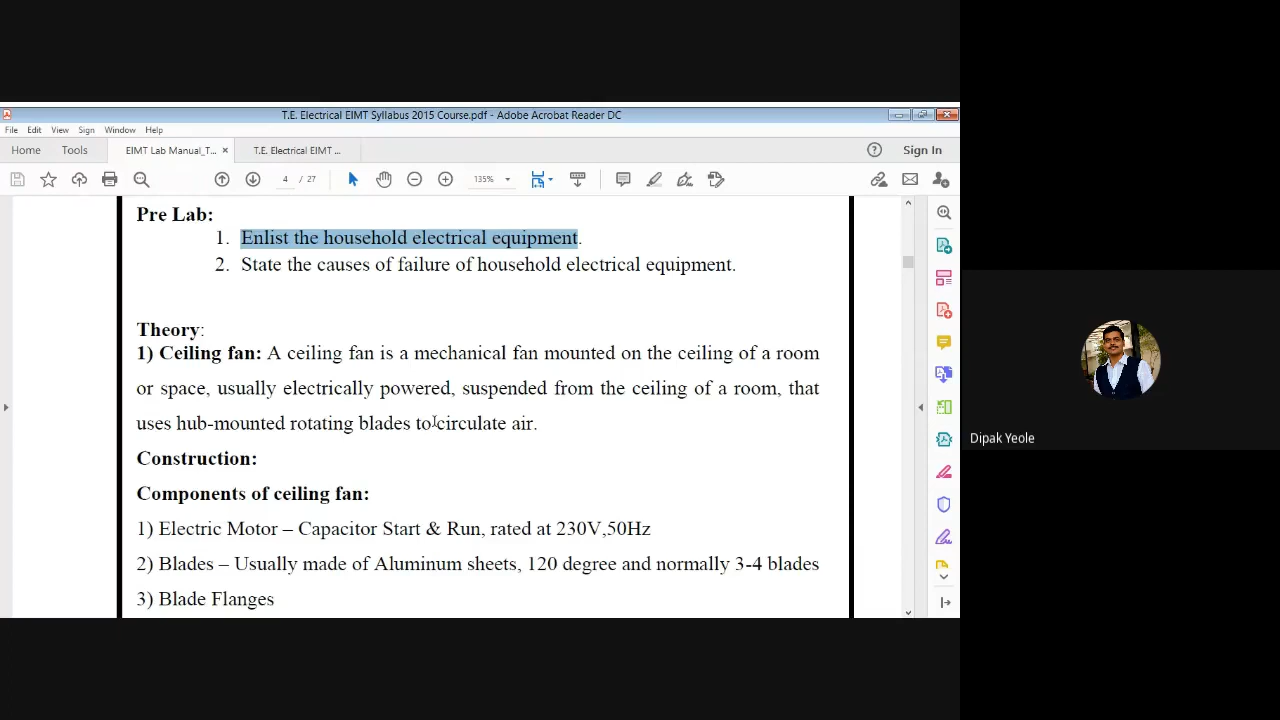 T.E. Electrical EIMT Syllabus 2015 Course.pdf - Adobe Acrobat Reader DC
File Edit View Sign Window Help
Home Tools EIMT Lab Manual_T... × T.E. Electrical EIMT ... Sign In
4 / 27 135%
Pre Lab:
1. Enlist the household electrical equipment.
2. State the causes of failure of household electrical equipment.
Theory:
1) Ceiling fan: A ceiling fan is a mechanical fan mounted on the ceiling of a room
or space, usually electrically powered, suspended from the ceiling of a room, that
uses hub-mounted rotating blades to circulate air.
Construction:
Components of ceiling fan:
1) Electric Motor – Capacitor Start & Run, rated at 230V,50Hz
2) Blades – Usually made of Aluminum sheets, 120 degree and normally 3-4 blades
3) Blade Flanges
Dipak Yeole